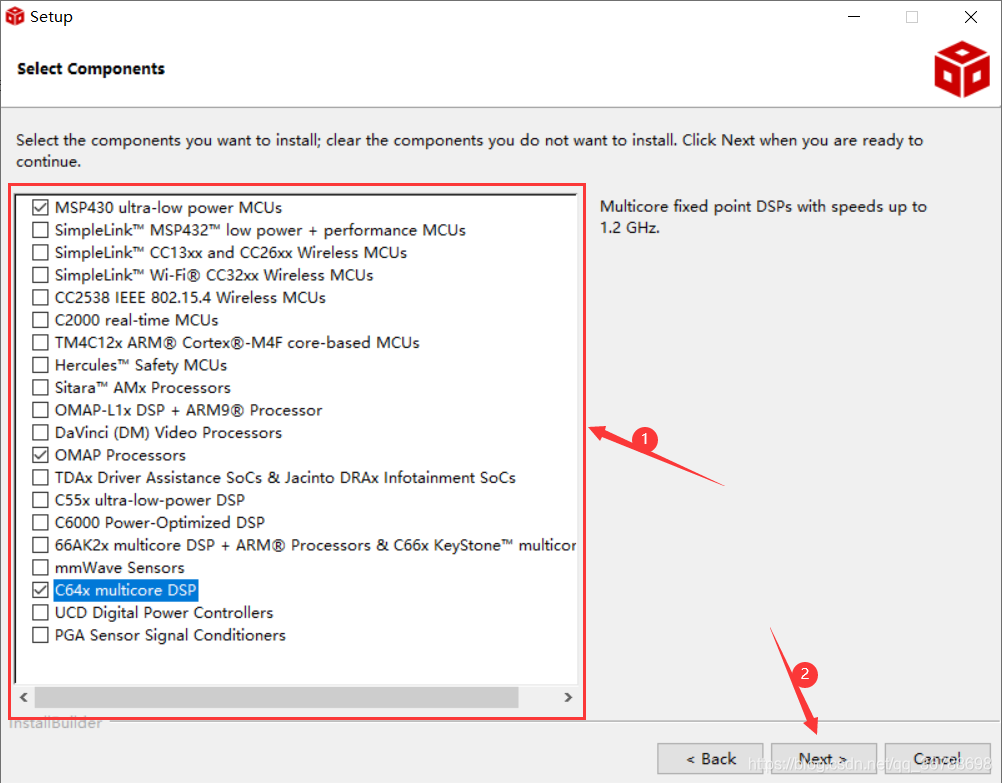 Setup
Select Components
Select the components you want to install; clear the components you do not want to install. Click Next when you are ready to
continue.
MSP430 ultra-low power MCUs
SimpleLink™ MSP432™ low power + performance MCUs
SimpleLink™ CC13xx and CC26xx Wireless MCUs
SimpleLink™ Wi-Fi® CC32xx Wireless MCUs
CC2538 IEEE 802.15.4 Wireless MCUs
C2000 real-time MCUs
TM4C12x ARM® Cortex®-M4F core-based MCUs
Hercules™ Safety MCUs
Sitara™ AMx Processors
OMAP-L1x DSP + ARM9® Processor
DaVinci (DM) Video Processors
OMAP Processors
TDAx Driver Assistance SoCs & Jacinto DRAx Infotainment SoCs
C55x ultra-low-power DSP
C6000 Power-Optimized DSP
66AK2x multicore DSP + ARM® Processors & C66x KeyStone™ multicor
mmWave Sensors
C64x multicore DSP
UCD Digital Power Controllers
PGA Sensor Signal Conditioners
Multicore fixed point DSPs with speeds up to
1.2 GHz.
1
2
InstallBuilder
< Back
Next >
Cancel